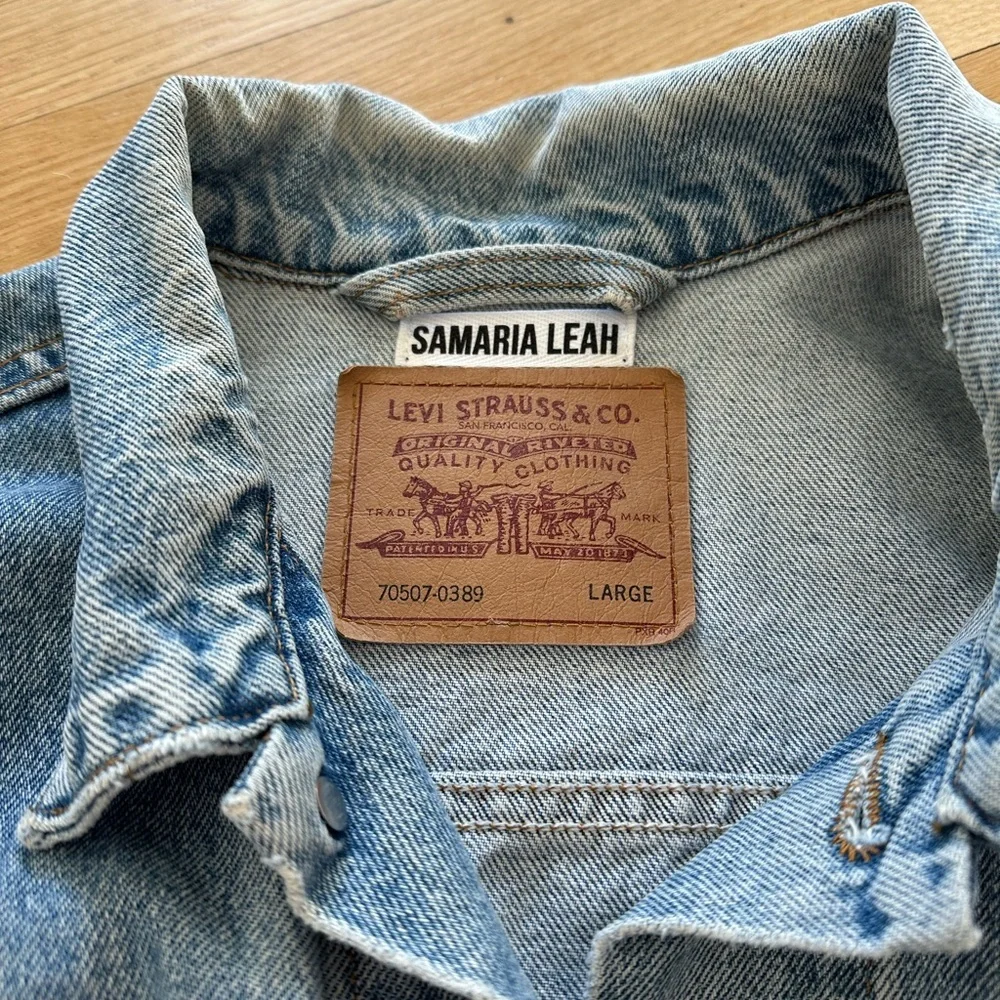 SAMARIA LEAH
LEVI STRAUSS & CO.
SAN FRANCISCO, CAL.
ORIGINAL RIVETED
QUALITY CLOTHING
TRADE MARK
PATENTED IN U S MAY 20 1873
70507-0389 LARGE